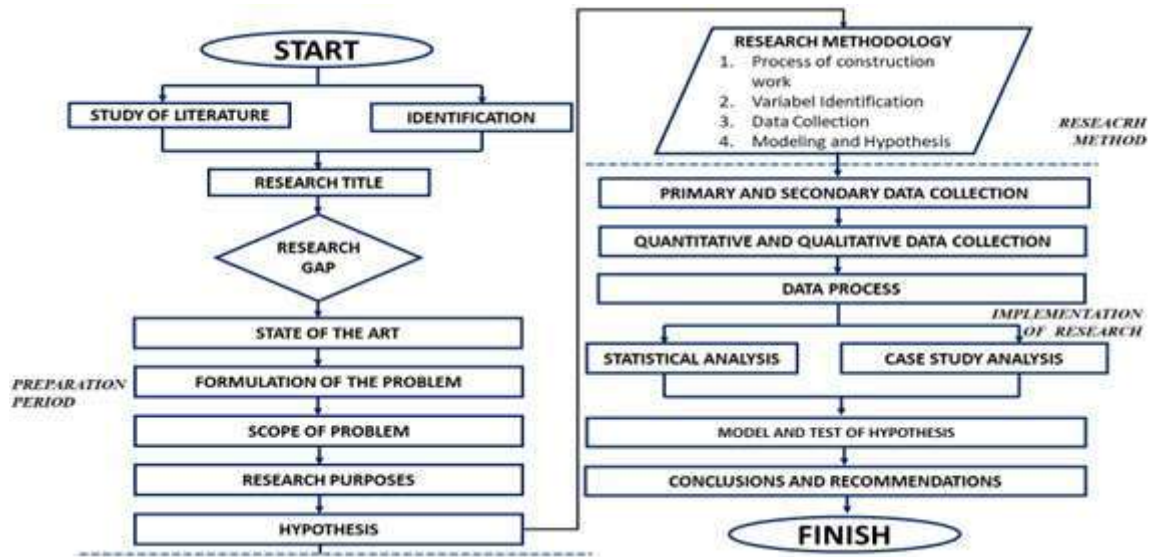 START
STUDY OF LITERATURE
IDENTIFICATION
RESEARCH TITLE
RESEARCH
GAP
STATE OF THE ART
FORMULATION OF THE PROBLEM
PREPARATION
PERIOD
SCOPE OF PROBLEM
RESEARCH PURPOSES
HYPOTHESIS
RESEARCH METHODOLOGY
1. Process of construction
work
2. Variabel Identification
3. Data Collection
4. Modeling and Hypothesis
RESEACRH
METHOD
PRIMARY AND SECONDARY DATA COLLECTION
QUANTITATIVE AND QUALITATIVE DATA COLLECTION
DATA PROCESS
IMPLEMENTATION
OF RESEARCH
STATISTICAL ANALYSIS
CASE STUDY ANALYSIS
MODEL AND TEST OF HYPOTHESIS
CONCLUSIONS AND RECOMMENDATIONS
FINISH